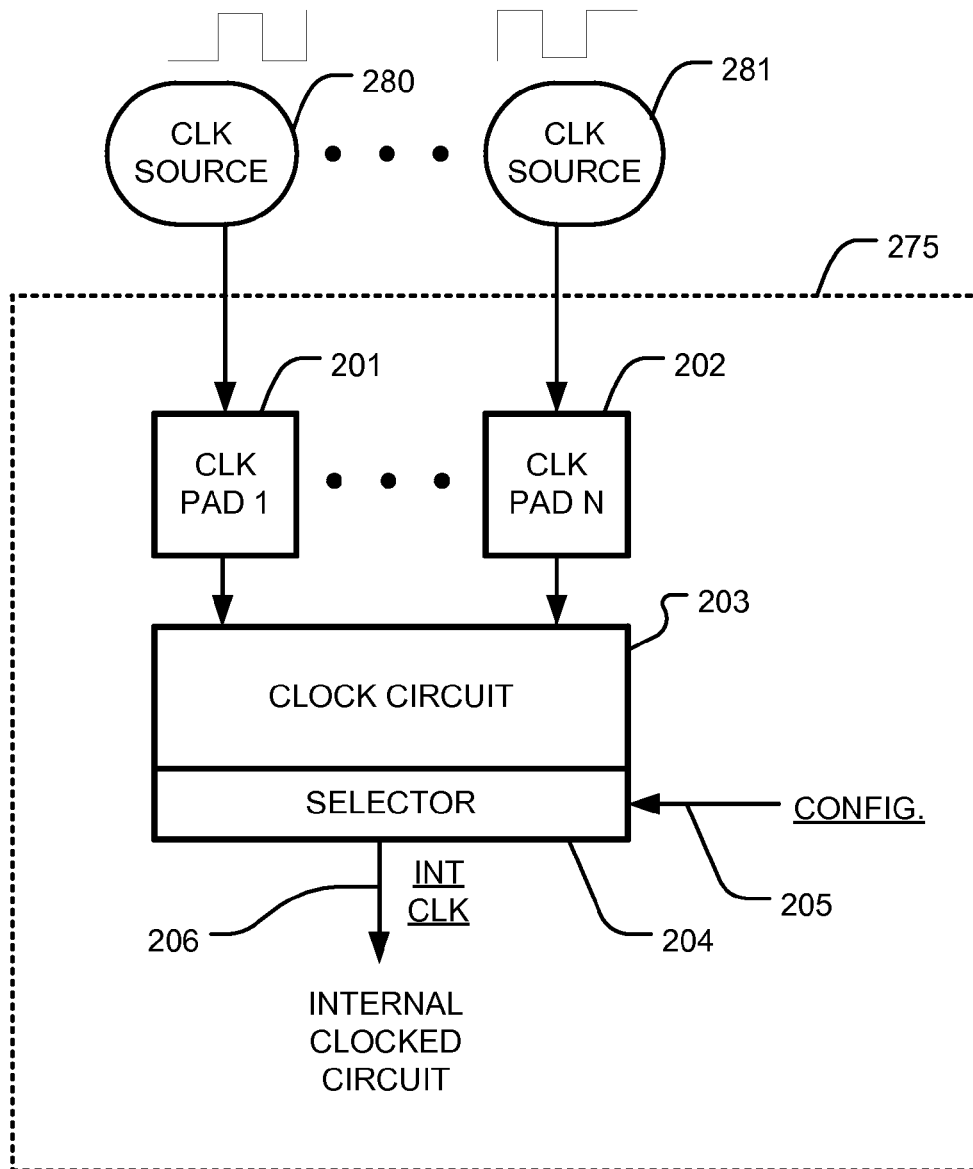 280
281
CLK
SOURCE
CLK
SOURCE
275
201
202
CLK
PAD 1
CLK
PAD N
203
CLOCK CIRCUIT
SELECTOR
CONFIG.
INT
CLK
205
206
204
INTERNAL
CLOCKED
CIRCUIT